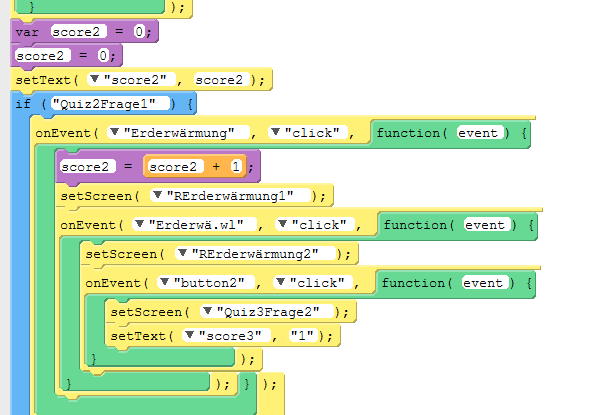 } );
var score2 = 0;
score2 = 0;
setText( ▼ "score2" , score2 );
if ( "Quiz2Frage1" ) {
onEvent( ▼ "Erderwärmung" , ▼ "click" , function( event ) {
score2 = score2 + 1 ;
setScreen( ▼ "RErderwärmung1" );
onEvent( ▼ "Erderwä.wl" , ▼ "click" , function( event ) {
setScreen( ▼ "RErderwärmung2" );
onEvent( ▼ "button2" , ▼ "click" , function( event ) {
setScreen( ▼ "Quiz3Frage2" );
setText( ▼ "score3" , "1" );
} );
} ); } );